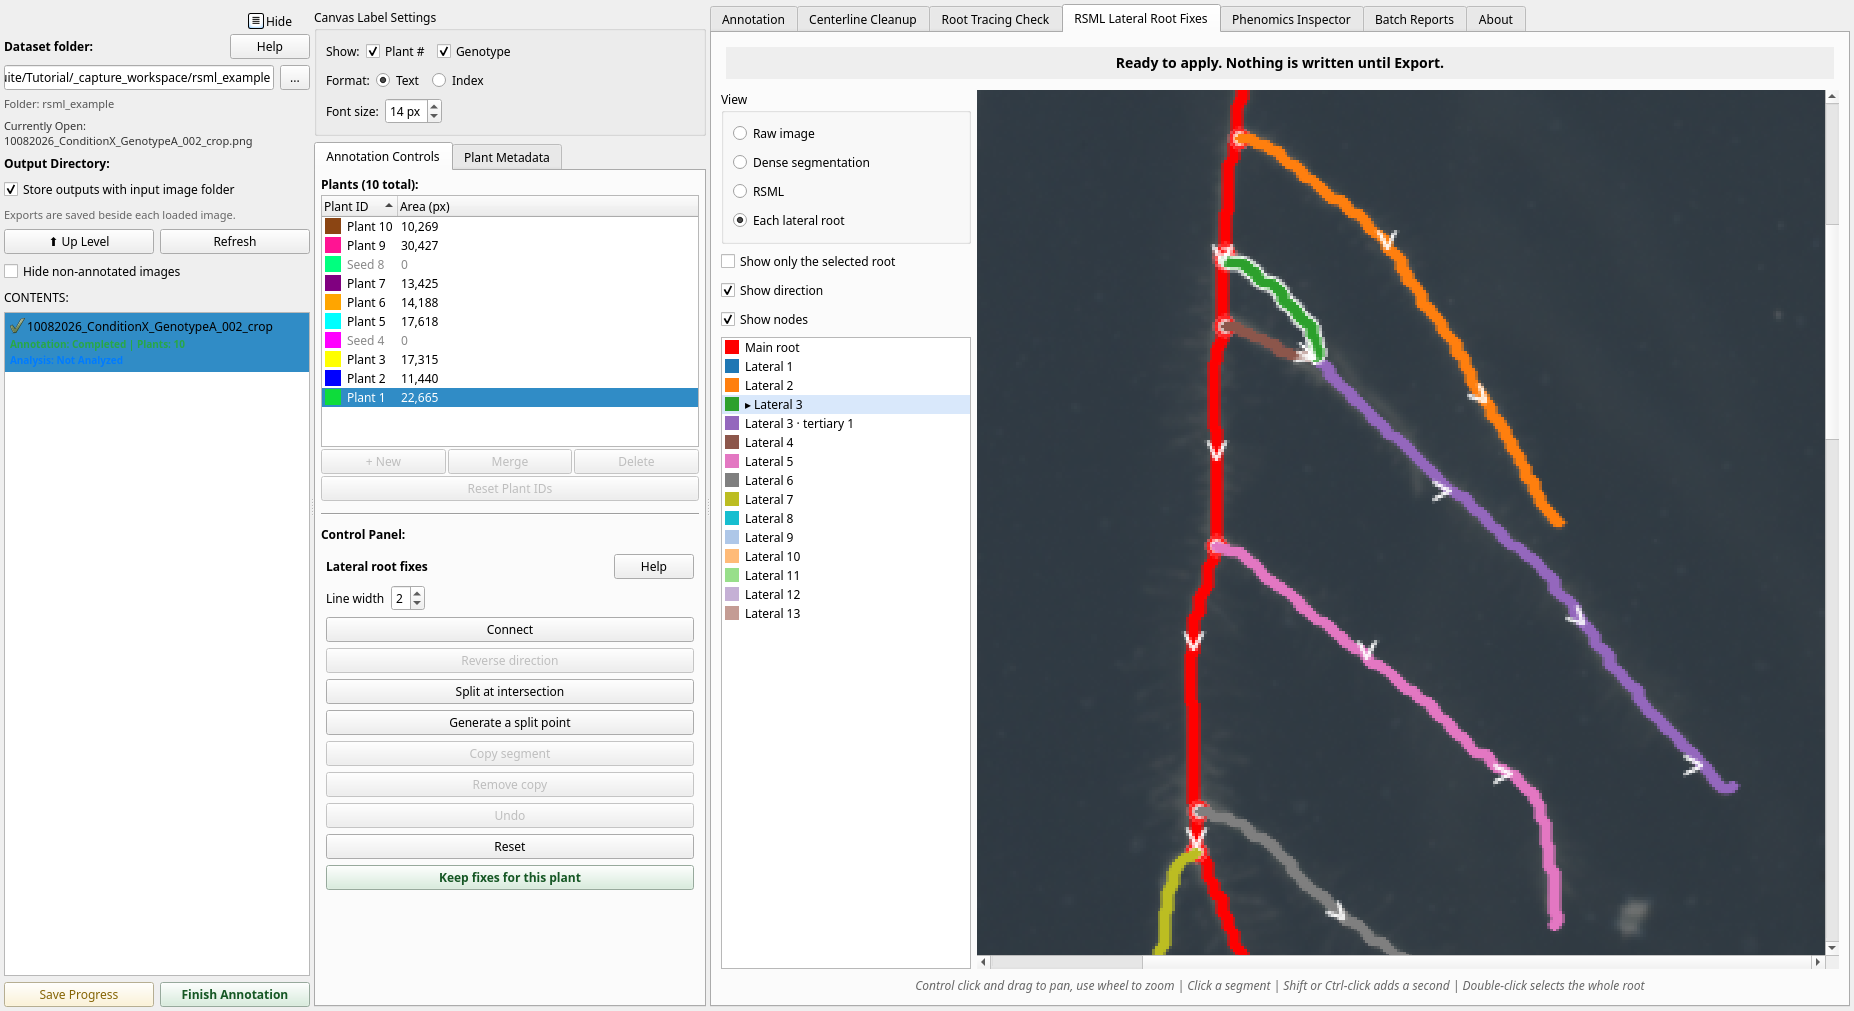 Hide
Dataset folder:
Help
uite/Tutorial/_capture_workspace/rsml_example
...
Folder: rsml_example
Currently Open:
10082026_ConditionX_GenotypeA_002_crop.png
Output Directory:
Store outputs with input image folder
Exports are saved beside each loaded image.
Up Level
Refresh
Hide non-annotated images
CONTENTS:
10082026_ConditionX_GenotypeA_002_crop
Annotation: Completed Plants: 10
Analysis: Not Analyzed
Save Progress
Finish Annotation
Canvas Label Settings
Show: Plant # Genotype
Format: Text Index
Font size: 14 px
Annotation Controls
Plant Metadata
Plants (10 total):
Plant ID Area (px)
Plant 10 10,269
Plant 9 30,427
Seed 8 0
Plant 7 13,425
Plant 6 14,188
Plant 5 17,618
Seed 4 0
Plant 3 17,315
Plant 2 11,440
Plant 1 22,665
+ New
Merge
Delete
Reset Plant IDs
Control Panel:
Lateral root fixes
Help
Line width 2
Connect
Reverse direction
Split at intersection
Generate a split point
Copy segment
Remove copy
Undo
Reset
Keep fixes for this plant
Annotation
Centerline Cleanup
Root Tracing Check
RSML Lateral Root Fixes
Phenomics Inspector
Batch Reports
About
Ready to apply. Nothing is written until Export.
View
Raw image
Dense segmentation
RSML
Each lateral root
Show only the selected root
Show direction
Show nodes
Main root
Lateral 1
Lateral 2
▸ Lateral 3
Lateral 3 · tertiary 1
Lateral 4
Lateral 5
Lateral 6
Lateral 7
Lateral 8
Lateral 9
Lateral 10
Lateral 11
Lateral 12
Lateral 13
Control click and drag to pan, use wheel to zoom | Click a segment | Shift or Ctrl-click adds a second | Double-click selects the whole root